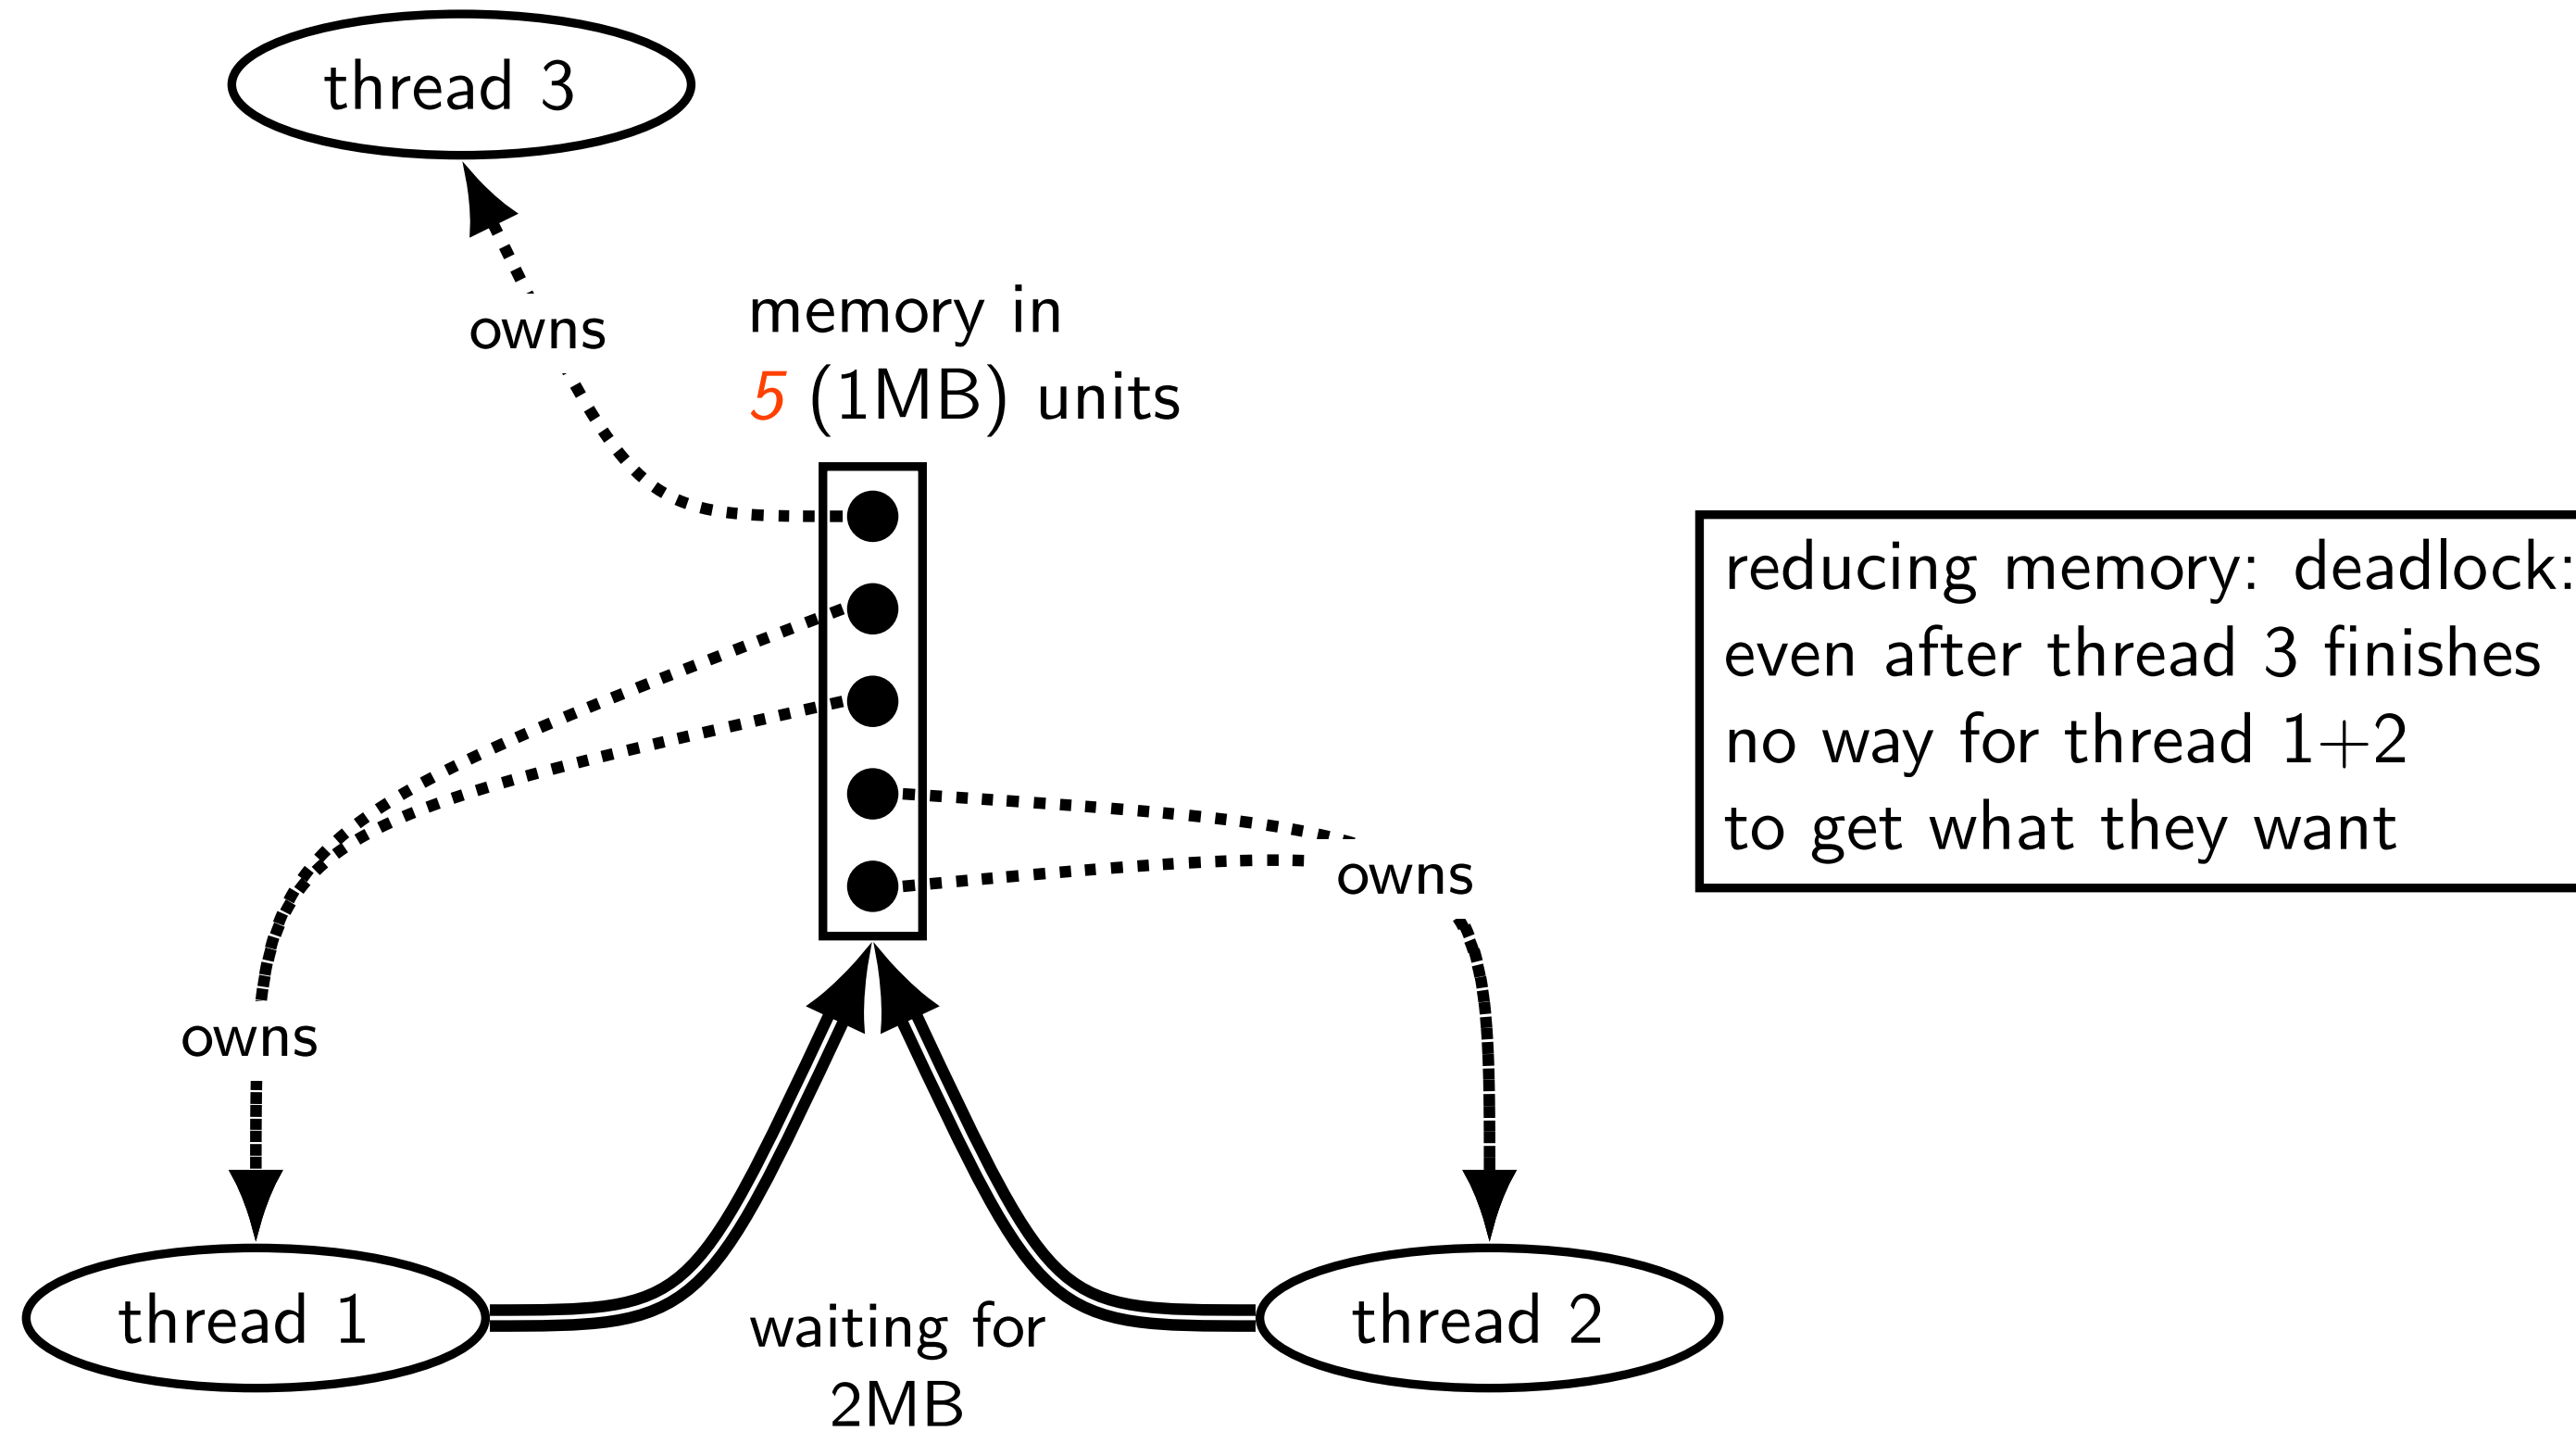 thread 3
owns
memory in
5 (1MB) units
reducing memory: deadlock:
even after thread 3 finishes
no way for thread 1+2
to get what they want
owns
owns
thread 1
waiting for
2MB
thread 2